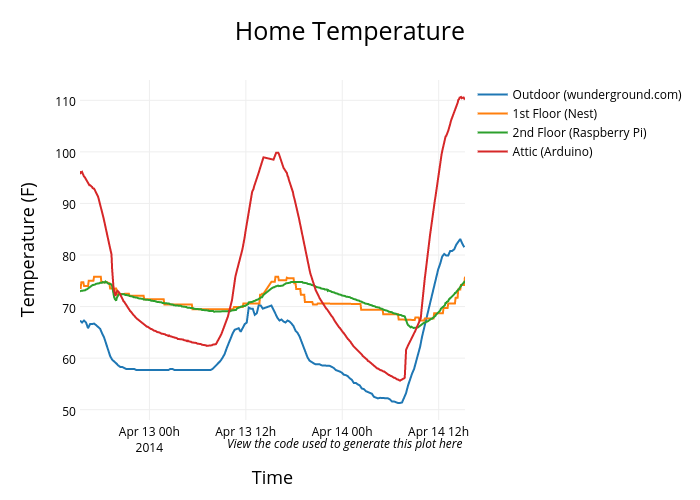 Home Temperature
Temperature (F)
110
100
90
80
70
60
50
Outdoor (wunderground.com)
1st Floor (Nest)
2nd Floor (Raspberry Pi)
Attic (Arduino)
Apr 13 00h
2014
Apr 13 12h
Apr 14 00h
Apr 14 12h
View the code used to generate this plot here
Time